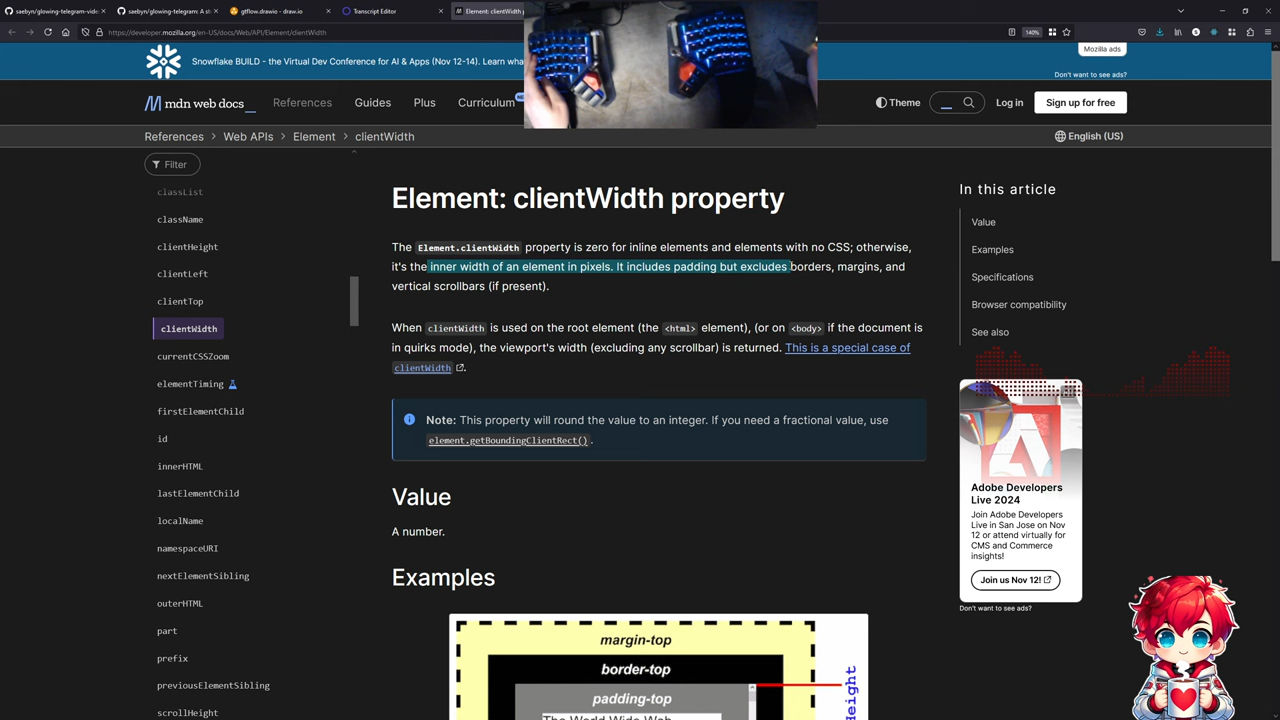 saebyn/glowing-telegram-vide
saebyn/glowing-telegram: A st
gtflow.drawio - draw.io
Transcript Editor
Element: clientWidth p
https://developer.mozilla.org/en-US/docs/Web/API/Element/clientWidth
140%
Snowflake BUILD - the Virtual Dev Conference for AI & Apps (Nov 12-14). Learn what
Mozilla ads
Don't want to see ads?
mdn web docs
References
Guides
Plus
Curriculum
Theme
Log in
Sign up for free
References > Web APIs > Element > clientWidth
English (US)
Filter
classList
className
clientHeight
clientLeft
clientTop
clientWidth
currentCSSZoom
elementTiming
firstElementChild
id
innerHTML
lastElementChild
localName
namespaceURI
nextElementSibling
outerHTML
part
prefix
previousElementSibling
scrollHeight
Element: clientWidth property
The Element.clientWidth property is zero for inline elements and elements with no CSS; otherwise,
it's the inner width of an element in pixels. It includes padding but excludes borders, margins, and
vertical scrollbars (if present).
When clientWidth is used on the root element (the <html> element), (or on <body> if the document is
in quirks mode), the viewport's width (excluding any scrollbar) is returned. This is a special case of
clientWidth.
Note: This property will round the value to an integer. If you need a fractional value, use
element.getBoundingClientRect().
Value
A number.
Examples
margin-top
border-top
padding-top
The World Wide Web
Height
In this article
Value
Examples
Specifications
Browser compatibility
See also
Adobe Developers
Live 2024
Join Adobe Developers
Live in San Jose on Nov
12 or attend virtually for
CMS and Commerce
insights!
Join us Nov 12!
Don't want to see ads?